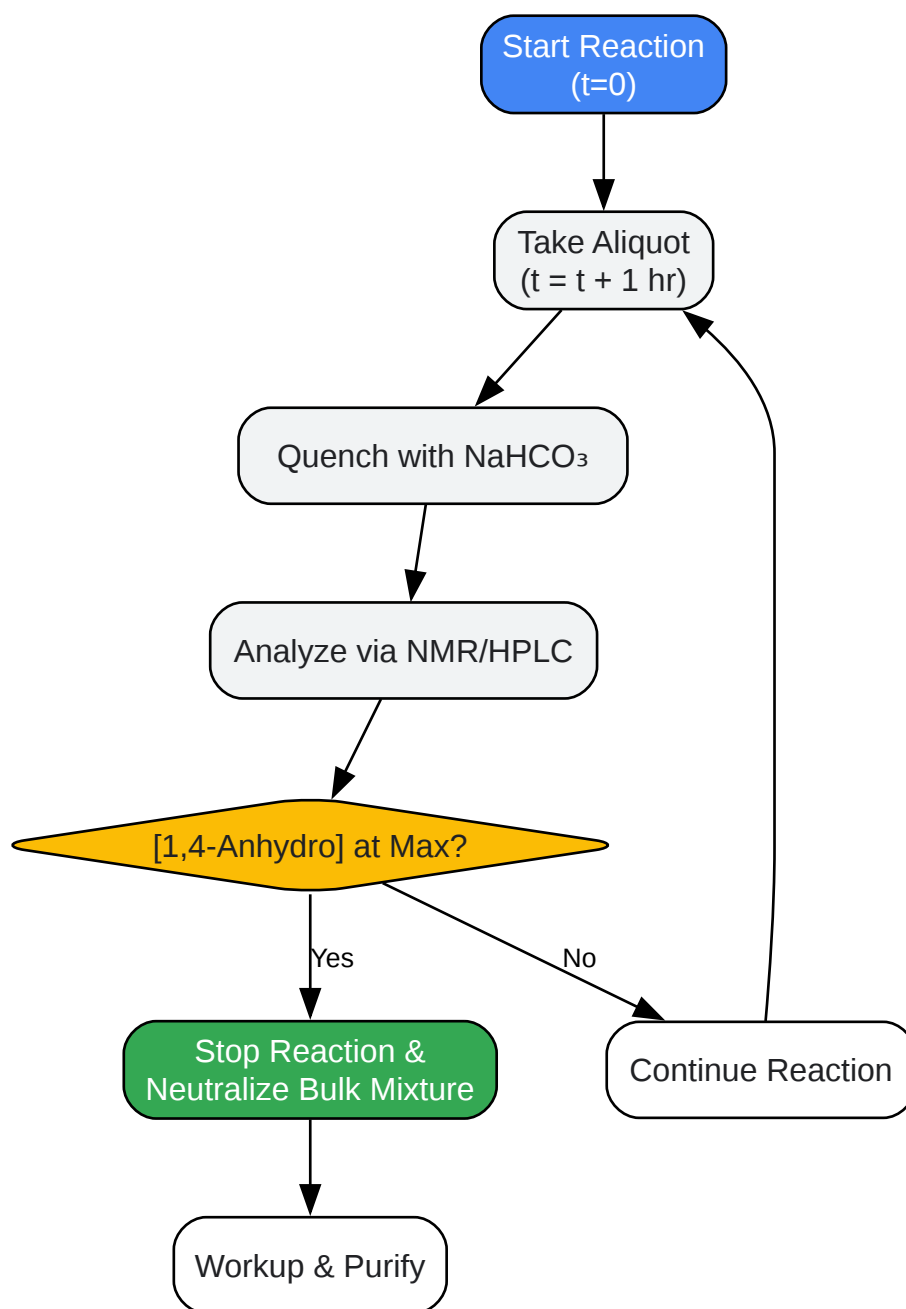 Start Reaction
(t=0)
Take Aliquot
(t = t + 1 hr)
Quench with NaHCO₃
Analyze via NMR/HPLC
[1,4-Anhydro] at Max?
Yes
No
Stop Reaction &
Neutralize Bulk Mixture
Continue Reaction
Workup & Purify